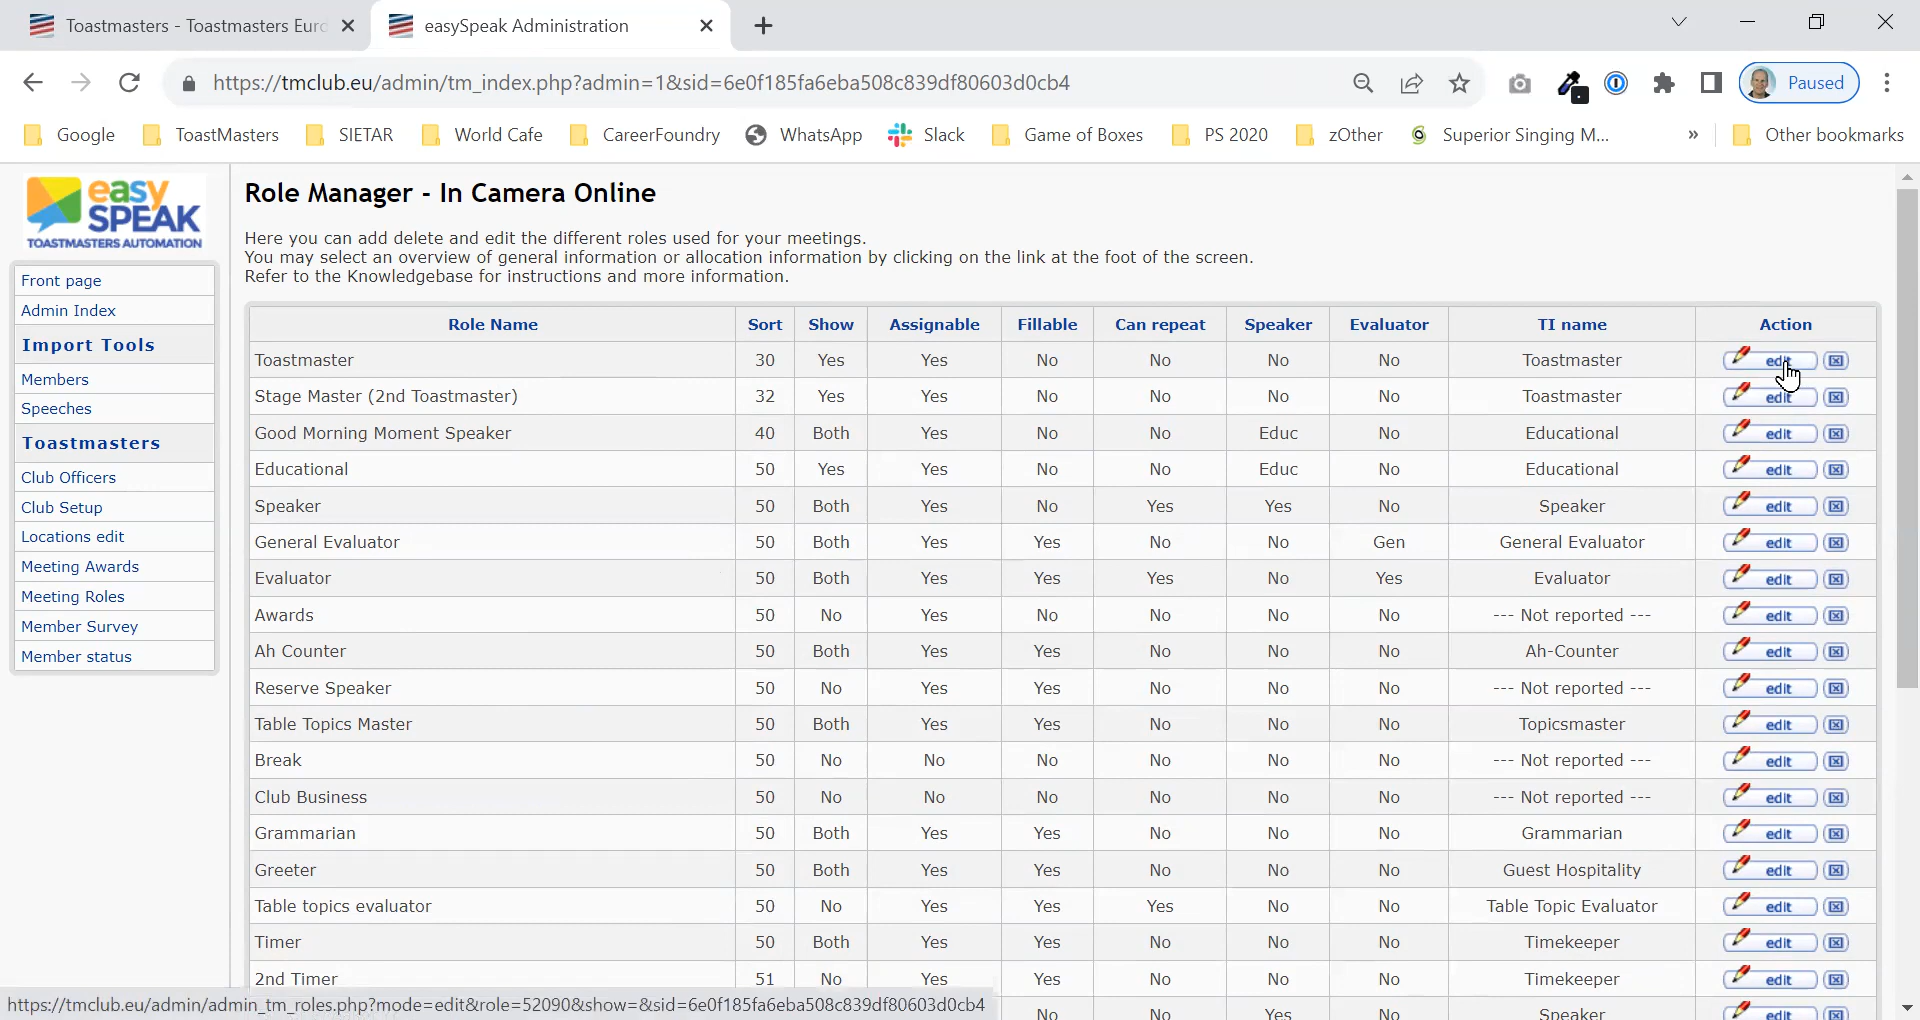 Toastmasters - Toastmasters Eur
easySpeak Administration
https://tmclub.eu/admin/tm_index.php?admin=1&sid=6e0f185fa6eba508c839df80603d0cb4
Paused
Google ToastMasters SIETAR World Cafe CareerFoundry WhatsApp Slack Game of Boxes PS 2020 zOther Superior Singing M... » Other bookmarks
easy
SPEAK
TOASTMASTERS AUTOMATION
Front page
Admin Index
Import Tools
Members
Speeches
Toastmasters
Club Officers
Club Setup
Locations edit
Meeting Awards
Meeting Roles
Member Survey
Member status
Role Manager - In Camera Online
Here you can add delete and edit the different roles used for your meetings.
You may select an overview of general information or allocation information by clicking on the link at the foot of the screen.
Refer to the Knowledgebase for instructions and more information.
Role Name Sort Show Assignable Fillable Can repeat Speaker Evaluator TI name Action
Toastmaster 30 Yes Yes No No No No Toastmaster edit
Stage Master (2nd Toastmaster) 32 Yes Yes No No No No Toastmaster edit
Good Morning Moment Speaker 40 Both Yes No No Educ No Educational edit
Educational 50 Yes Yes No No Educ No Educational edit
Speaker 50 Both Yes No Yes Yes No Speaker edit
General Evaluator 50 Both Yes Yes No No Gen General Evaluator edit
Evaluator 50 Both Yes Yes Yes No Yes Evaluator edit
Awards 50 No Yes No No No No --- Not reported --- edit
Ah Counter 50 Both Yes Yes No No No Ah-Counter edit
Reserve Speaker 50 No Yes Yes No No No --- Not reported --- edit
Table Topics Master 50 Both Yes Yes No No No Topicsmaster edit
Break 50 No No No No No No --- Not reported --- edit
Club Business 50 No No No No No No --- Not reported --- edit
Grammarian 50 Both Yes Yes No No No Grammarian edit
Greeter 50 Both Yes Yes No No No Guest Hospitality edit
Table topics evaluator 50 No Yes Yes Yes No No Table Topic Evaluator edit
Timer 50 Both Yes Yes No No No Timekeeper edit
2nd Timer 51 No Yes Yes No No No Timekeeper edit
No No Yes No Speaker edit
https://tmclub.eu/admin/admin_tm_roles.php?mode=edit&role=52090&show=&sid=6e0f185fa6eba508c839df80603d0cb4